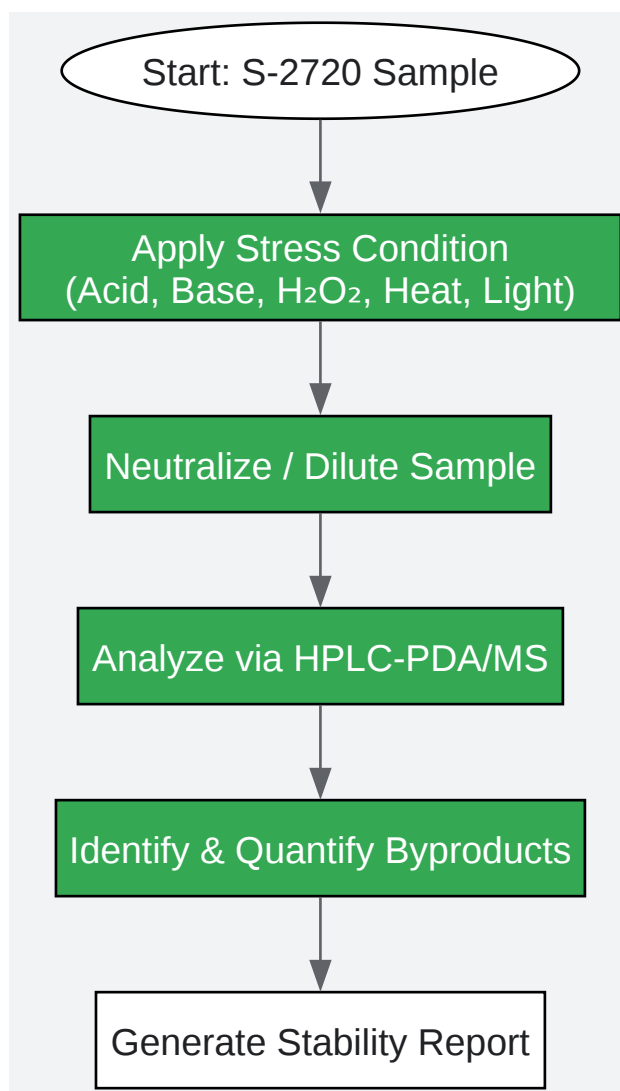 Start: S-2720 Sample
Apply Stress Condition
(Acid, Base, H₂O₂, Heat, Light)
Neutralize / Dilute Sample
Analyze via HPLC-PDA/MS
Identify & Quantify Byproducts
Generate Stability Report